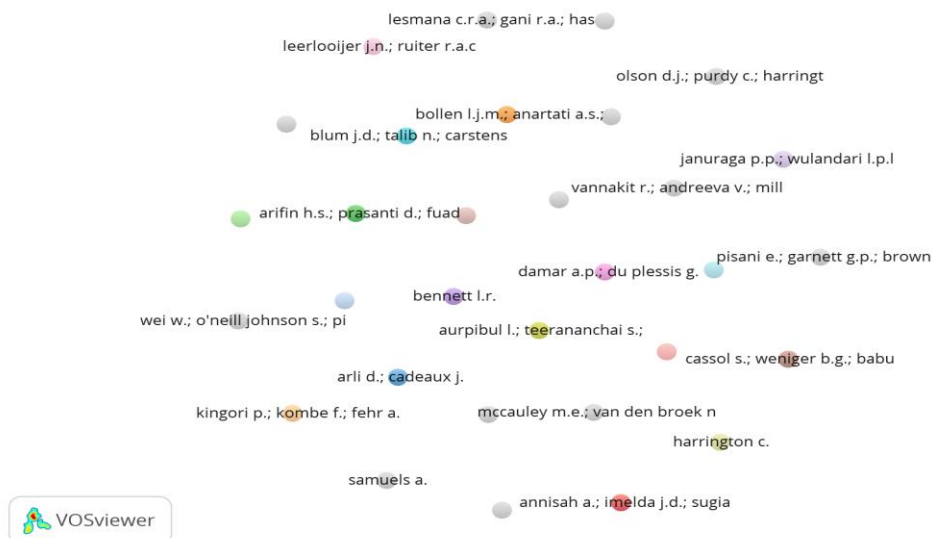 lesmana c.r.a.; gani r.a.; has
leerlooijer j.n.; ruiter r.a.c
olson d.j.; purdy c.; harringt
bollen l.j.m.; anartati a.s.;
blum j.d.; talib n.; carstens
januraga p.p.; wulandari l.p.l
vannakit r.; andreeva v.; mill
arifin h.s.; prasanti d.; fuad
pisani e.; garnett g.p.; brown
damar a.p.; du plessis g.
bennett l.r.
wei w.; o'neill johnson s.; pi
aurpibul l.; teerananchai s.;
cassol s.; weniger b.g.; babu
arli d.; cadeaux j.
kingori p.; kombe f.; fehr a.
mccauley m.e.; van den broek n
harrington c.
samuels a.
annisah a.; imelda j.d.; sugia
VOSviewer